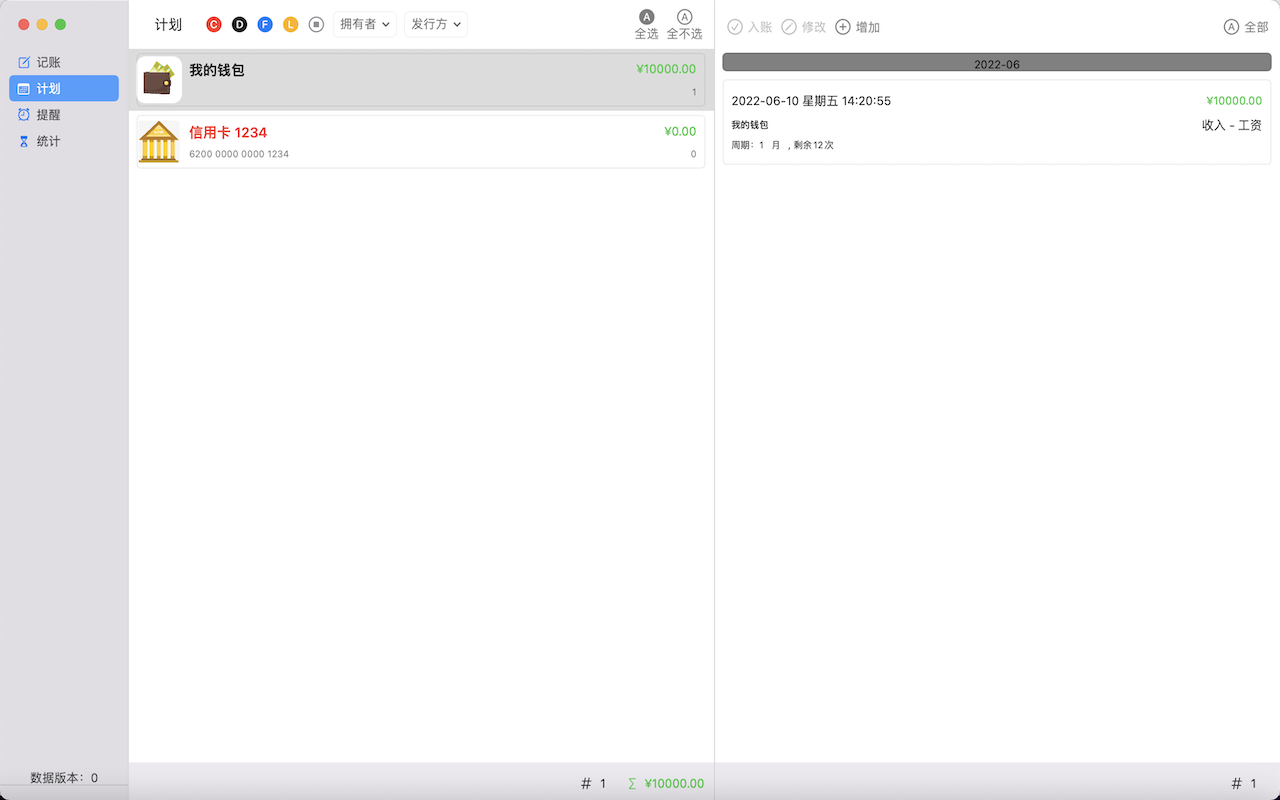 记账
计划
提醒
统计
数据版本：0
计划
C
D
F
L
拥有者
发行方
A
全选
A
全不选
我的钱包
¥10000.00
1
信用卡 1234
¥0.00
6200 0000 0000 1234
0
# 1
Σ ¥10000.00
入账
修改
增加
A 全部
2022-06
2022-06-10 星期五 14:20:55
¥10000.00
我的钱包
收入 - 工资
周期：1 月 , 剩余12次
# 1